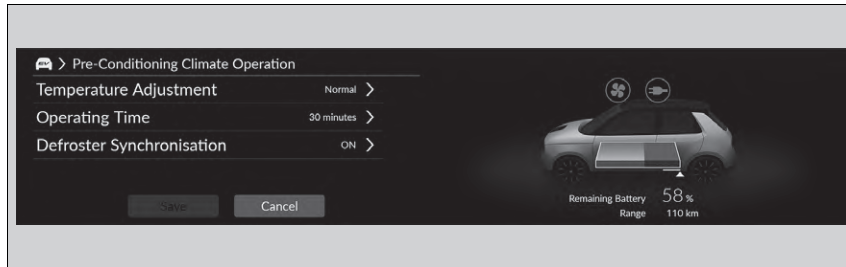 > Pre-Conditioning Climate Operation
Temperature Adjustment Normal >
Operating Time 30 minutes >
Defroster Synchronisation ON >
Save Cancel
Remaining Battery 58 %
Range 110 km